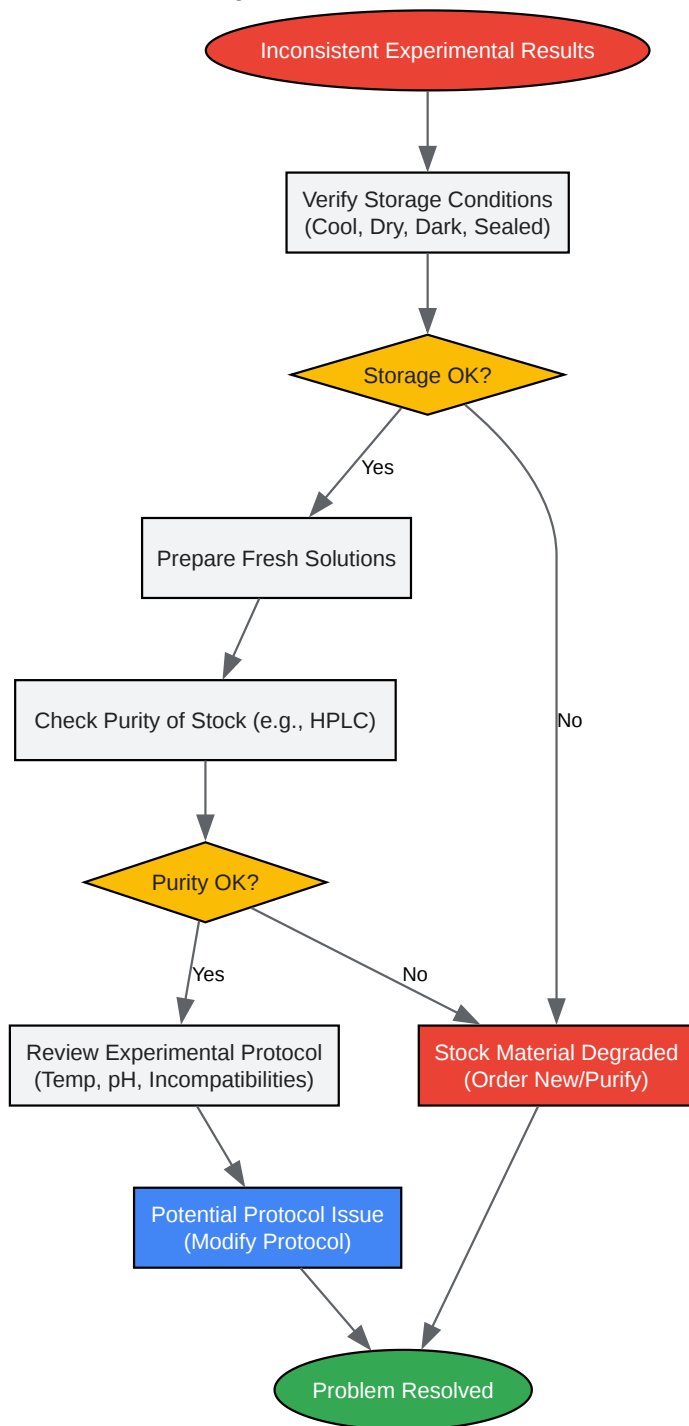 Inconsistent Experimental Results
Verify Storage Conditions
(Cool, Dry, Dark, Sealed)
Storage OK?
Yes
Prepare Fresh Solutions
Check Purity of Stock (e.g., HPLC)
No
Purity OK?
Yes
No
Review Experimental Protocol
(Temp, pH, Incompatibilities)
Stock Material Degraded
(Order New/Purify)
Potential Protocol Issue
(Modify Protocol)
Problem Resolved